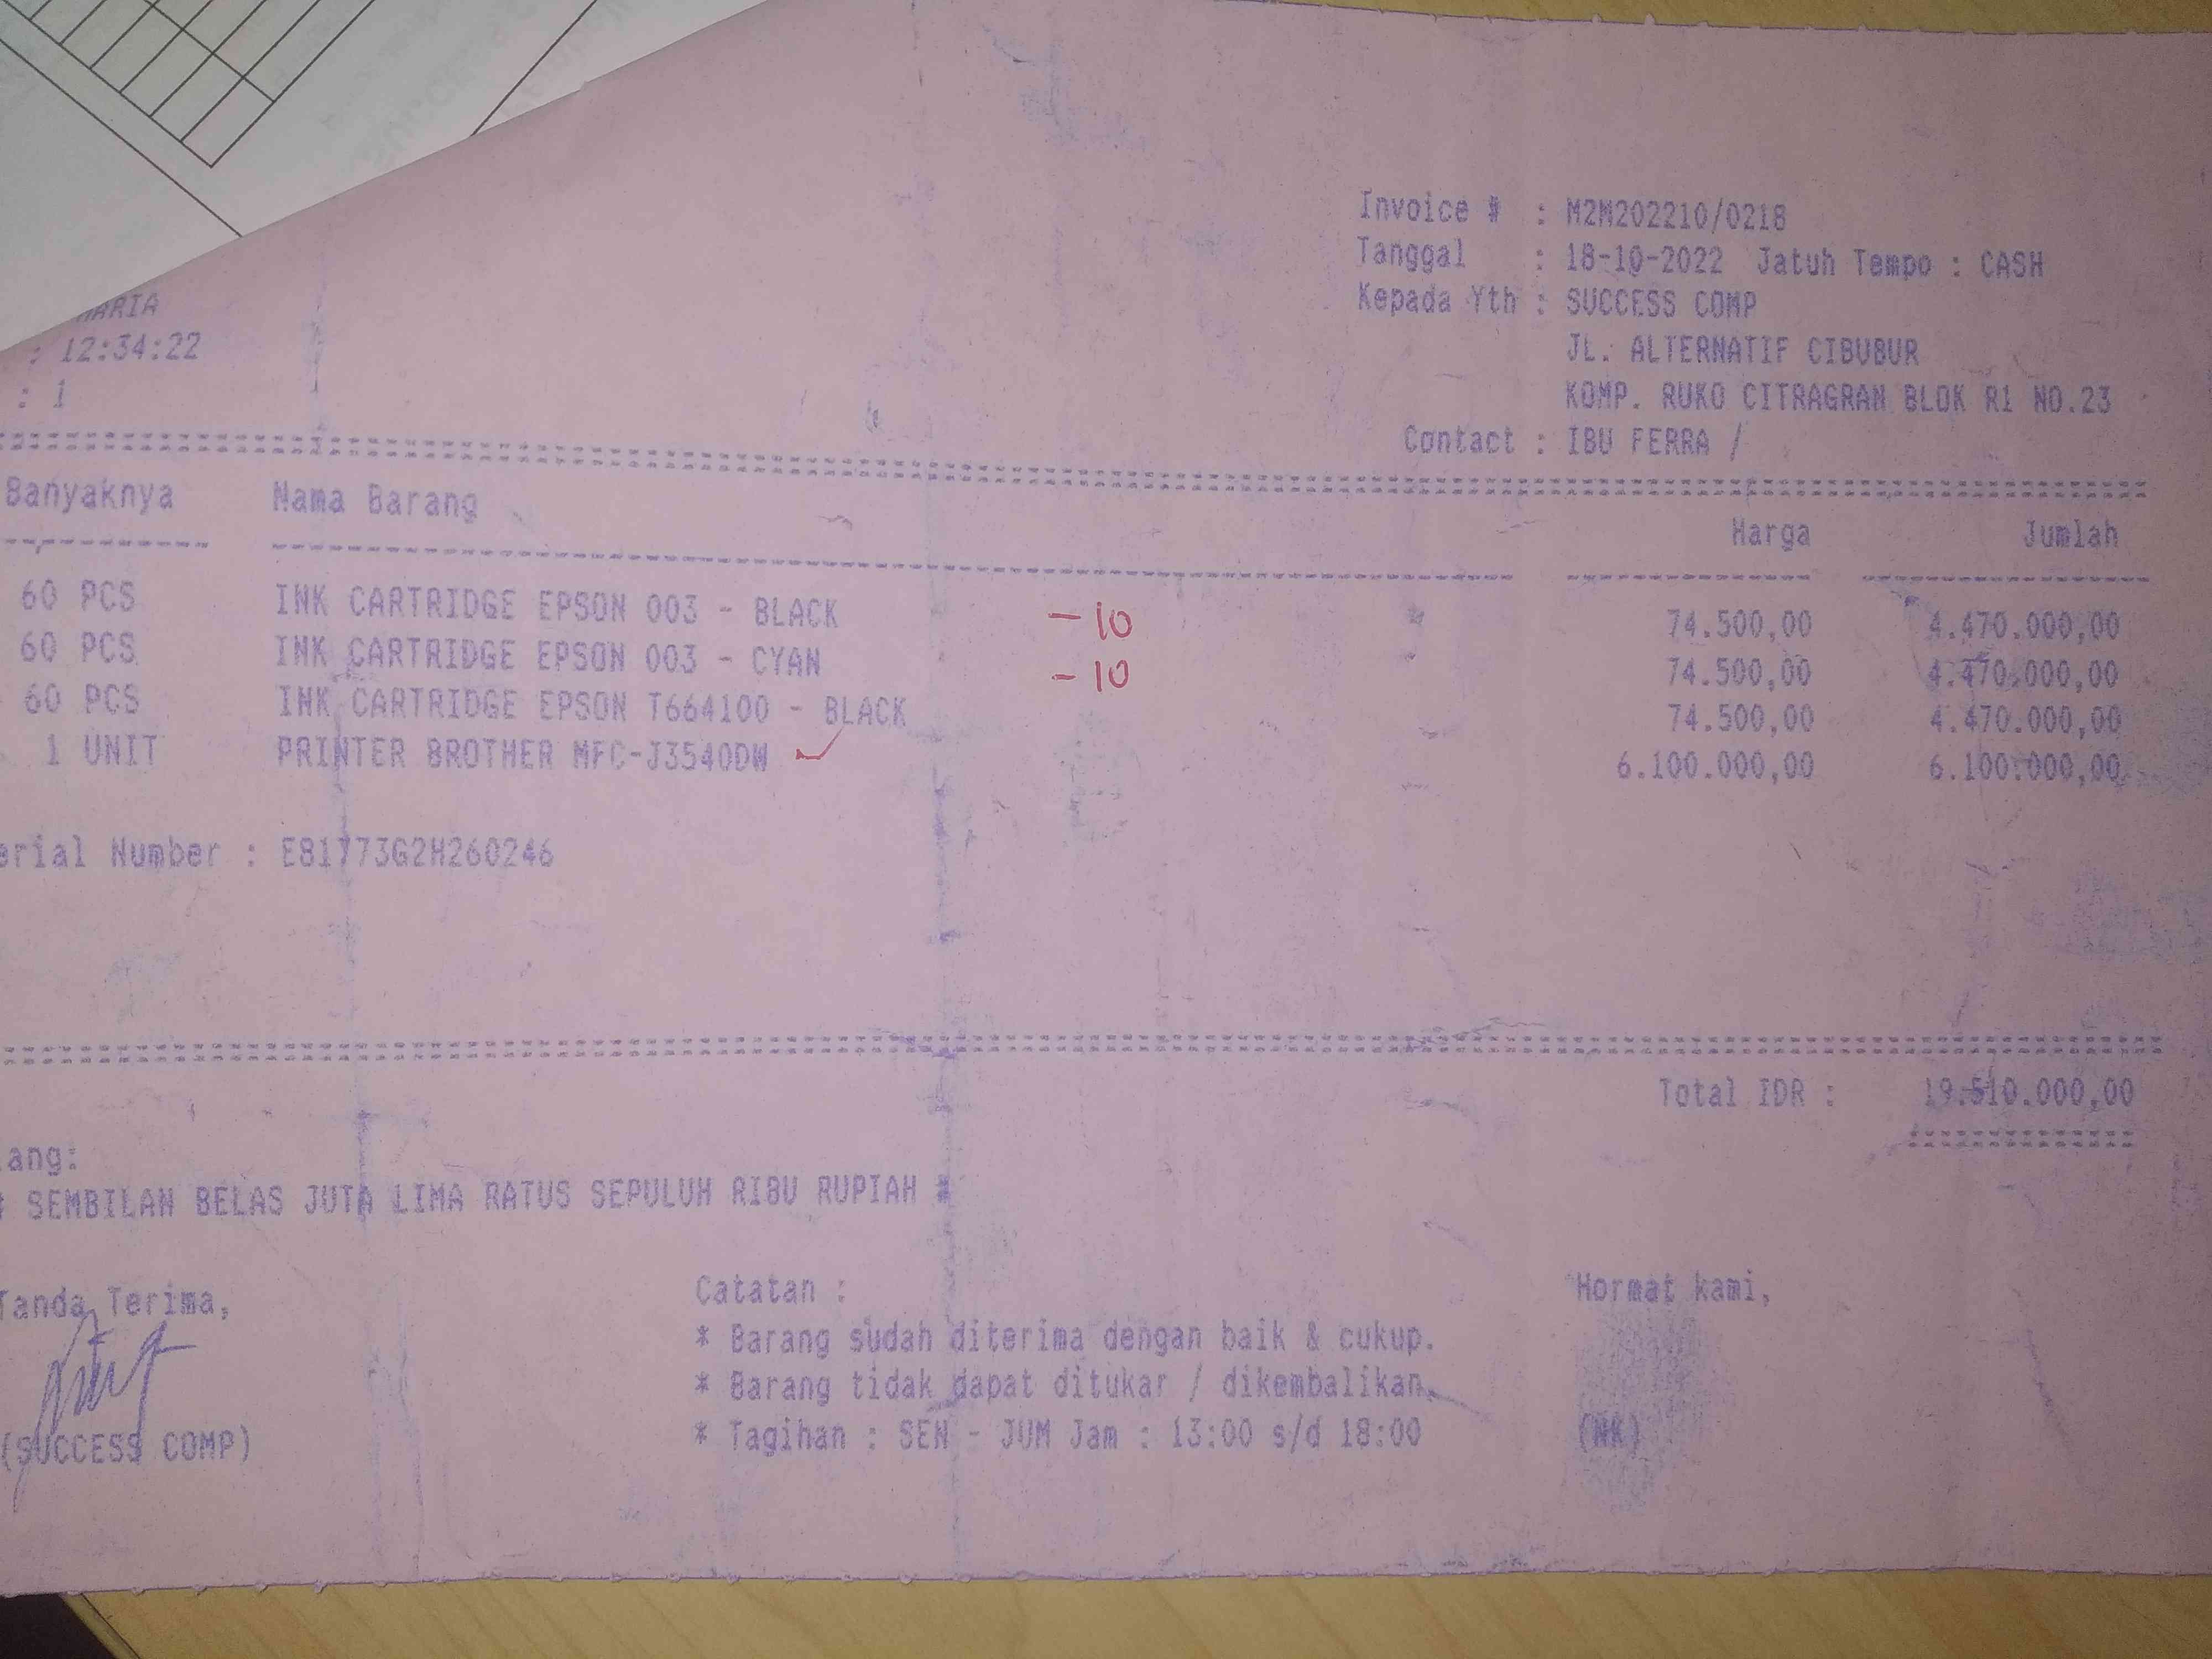 Invoice # : M2M202210/0218
Tanggal : 18-10-2022 Jatuh Tempo : CASH
Kepada Yth : SUCCESS COMP
JL. ALTERNATIF CIBUBUR
KOMP. RUKO CITRAGRAN BLOK R1 NO.23
Contact : IBU FERRA /
ARIA
: 12:34:22
: 1
Banyaknya Nama Barang Harga Jumlah
60 PCS INK CARTRIDGE EPSON 003 - BLACK -10 74.500,00 4.470.000,00
60 PCS INK CARTRIDGE EPSON 003 - CYAN -10 74.500,00 4.470.000,00
60 PCS INK CARTRIDGE EPSON T664100 - BLACK 74.500,00 4.470.000,00
1 UNIT PRINTER BROTHER MFC-J3540DW ✓ 6.100.000,00 6.100.000,00
erial Number : E81773G2H260246
Total IDR : 19.510.000,00
lang:
# SEMBILAN BELAS JUTA LIMA RATUS SEPULUH RIBU RUPIAH #
Tanda Terima,
(SUCCESS COMP)
Catatan :
* Barang sudah diterima dengan baik & cukup.
* Barang tidak dapat ditukar / dikembalikan.
* Tagihan : SEN - JUM Jam : 13:00 s/d 18:00
Hormat kami,
(NK)